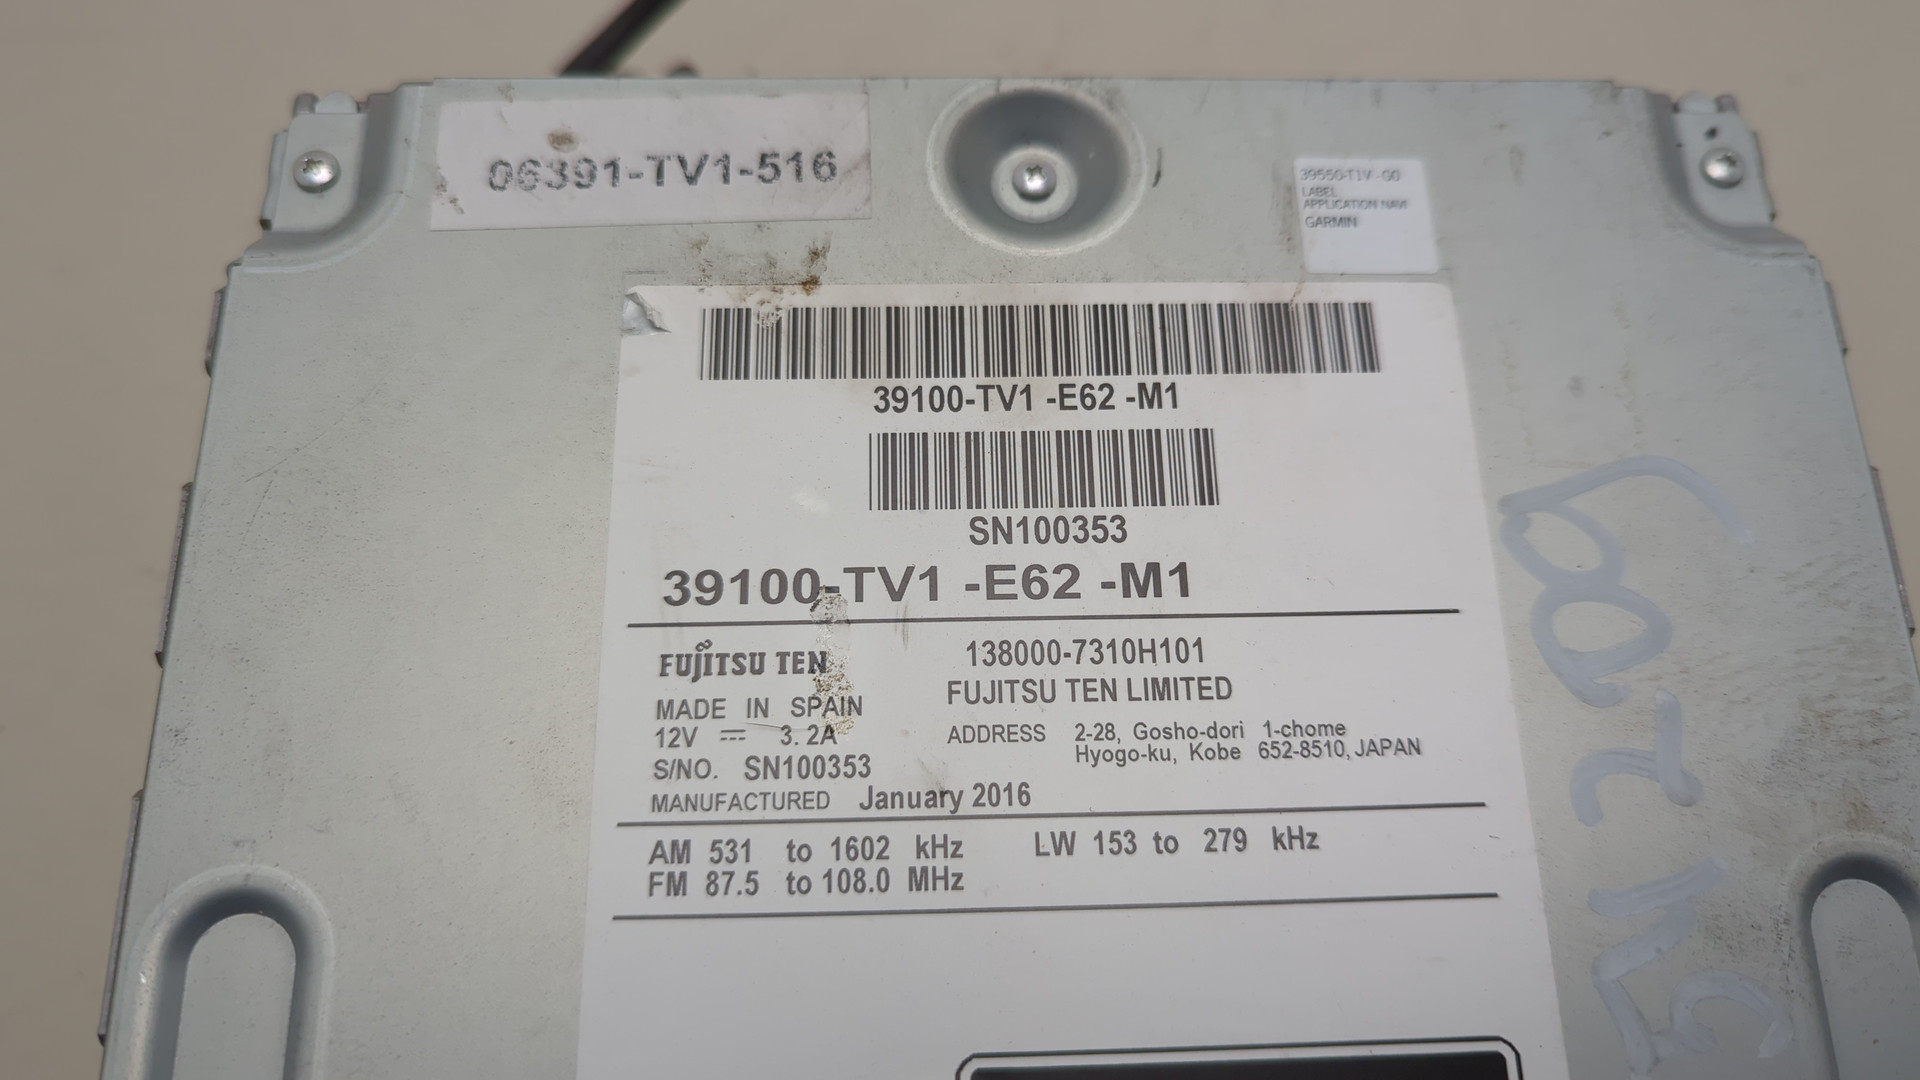 06391-TV1-516
39550-T1V -G0
LABEL
APPLICATION NAVI
GARMIN
39100-TV1 -E62 -M1
SN100353
39100-TV1 -E62 -M1
FUJITSU TEN
138000-7310H101
FUJITSU TEN LIMITED
MADE IN SPAIN
12V ⎓ 3.2A
ADDRESS 2-28, Gosho-dori 1-chome
Hyogo-ku, Kobe 652-8510, JAPAN
S/NO. SN100353
MANUFACTURED January 2016
AM 531 to 1602 kHz LW 153 to 279 kHz
FM 87.5 to 108.0 MHz